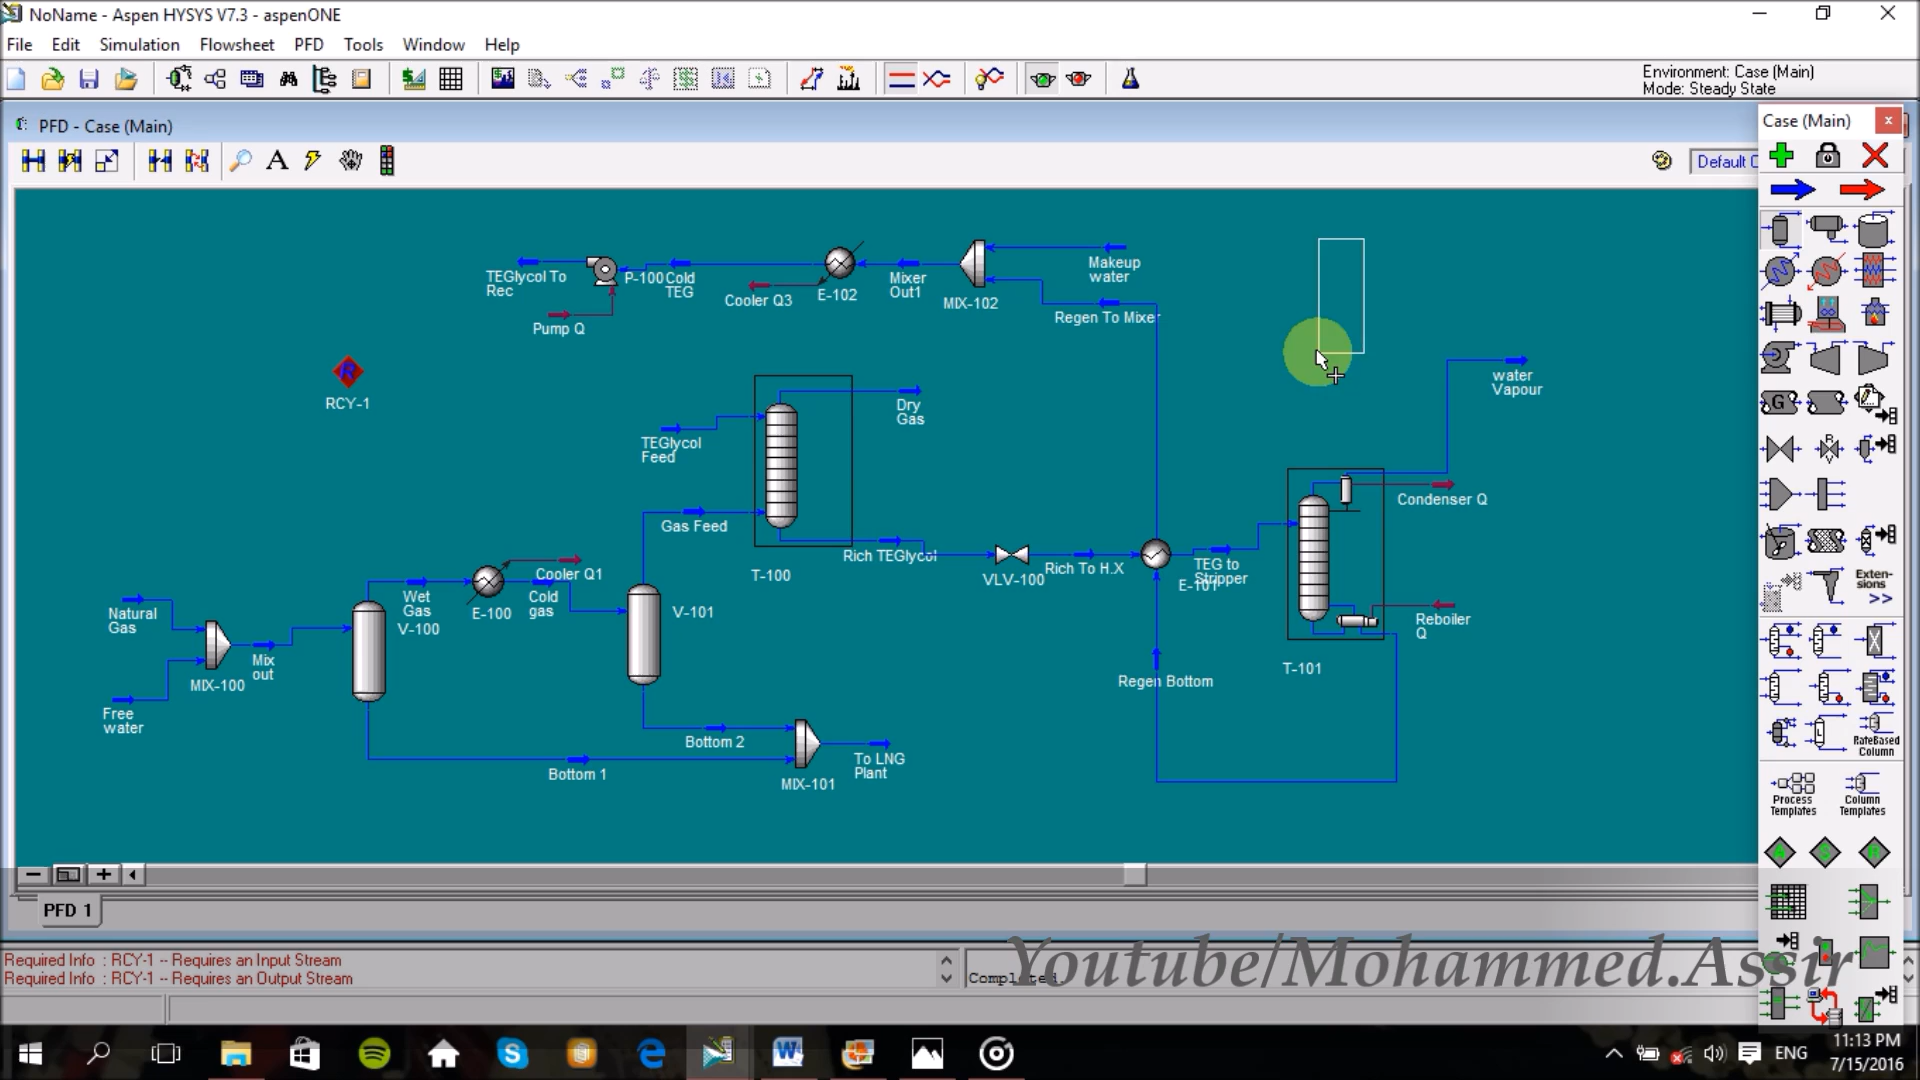 NoName - Aspen HYSYS V7.3 - aspenONE
File Edit Simulation Flowsheet PFD Tools Window Help
Environment: Case (Main)
Mode: Steady State
PFD - Case (Main)
Case (Main)
A
Default C
TEGlycol To
Rec
P-100
Cold
TEG
Pump Q
Cooler Q3
E-102
Mixer
Out1
MIX-102
Makeup
water
Regen To Mixer
R
RCY-1
water
Vapour
Dry
Gas
TEGlycol
Feed
Gas Feed
Rich TEGlycol
T-100
VLV-100
Rich To H.X
E-101
TEG to
Stripper
Condenser Q
Reboiler
Q
T-101
Regen Bottom
Cooler Q1
Wet
Gas
V-100
E-100
Cold
gas
V-101
Natural
Gas
Mix
out
MIX-100
Free
water
Bottom 2
Bottom 1
MIX-101
To LNG
Plant
G
R
Exten-
sions
>>
RateBased
Column
Process
Templates
Column
Templates
A
S
R
PFD 1
Required Info : RCY-1 -- Requires an Input Stream
Required Info : RCY-1 -- Requires an Output Stream
Completed.
Youtube/Mohammed.Assir
ENG
11:13 PM
7/15/2016